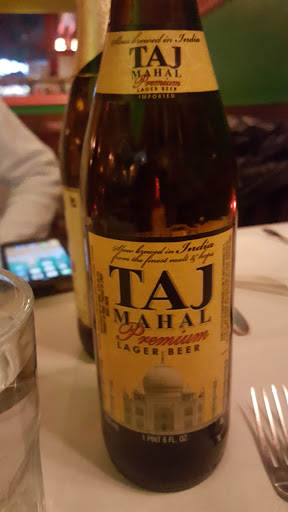 Slow brewed in India
TAJ
MAHAL
Premium
LAGER BEER
IMPORTED
Slow brewed in India
from the finest malt & hops
TAJ
MAHAL
Premium
LAGER BEER
1 PINT 6 FL. OZ.